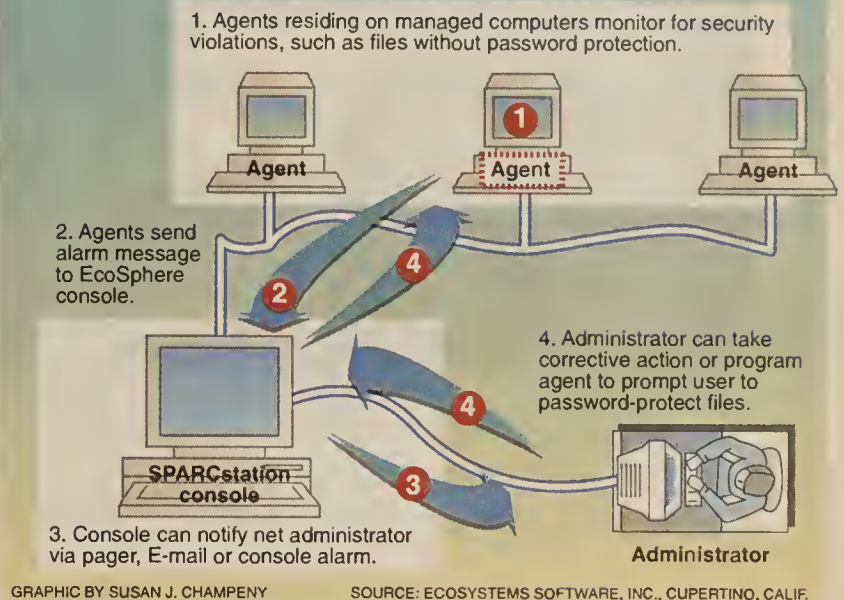 1. Agents residing on managed computers monitor for security
violations, such as files without password protection.
1
Agent
Agent
Agent
2. Agents send
alarm message
to EcoSphere
console.
2
4
4. Administrator can take
corrective action or program
agent to prompt user to
password-protect files.
4
SPARCstation
console
3
3. Console can notify net administrator
via pager, E-mail or console alarm.
Administrator
GRAPHIC BY SUSAN J. CHAMPENY
SOURCE: ECOSYSTEMS SOFTWARE, INC., CUPERTINO, CALIF.